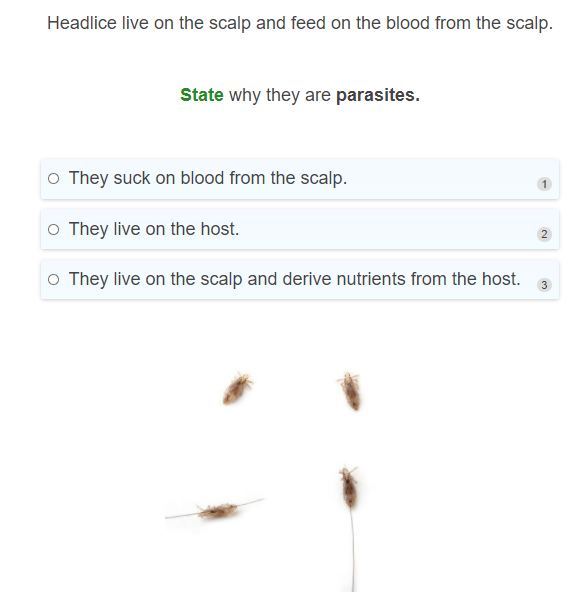 Headlice live on the scalp and feed on the blood from the scalp.
State why they are parasites.
They suck on blood from the scalp.
1
They live on the host.
2
They live on the scalp and derive nutrients from the host.
3